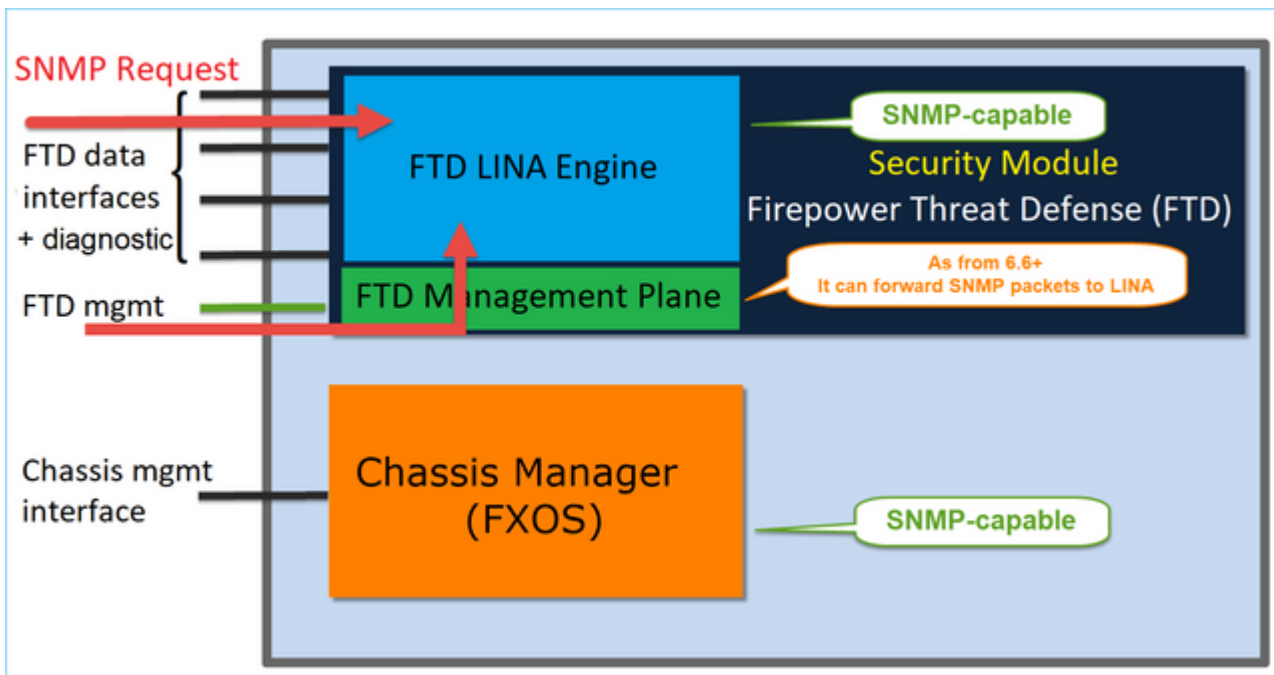 SNMP Request
FTD data
interfaces
+ diagnostic
FTD mgmt
FTD LINA Engine
FTD Management Plane
SNMP-capable
Security Module
Firepower Threat Defense (FTD)
As from 6.6+
It can forward SNMP packets to LINA
Chassis mgmt
interface
Chassis Manager
(FXOS)
SNMP-capable